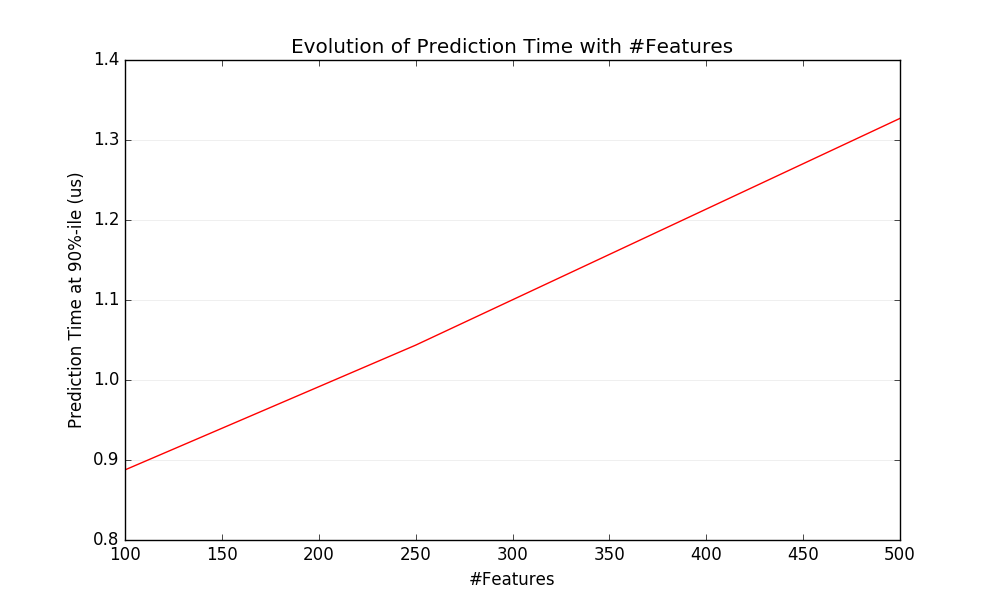 Evolution of Prediction Time with #Features
1.4
1.3
1.2
1.1
1.0
0.9
0.8
Prediction Time at 90%-ile (us)
100 150 200 250 300 350 400 450 500
#Features